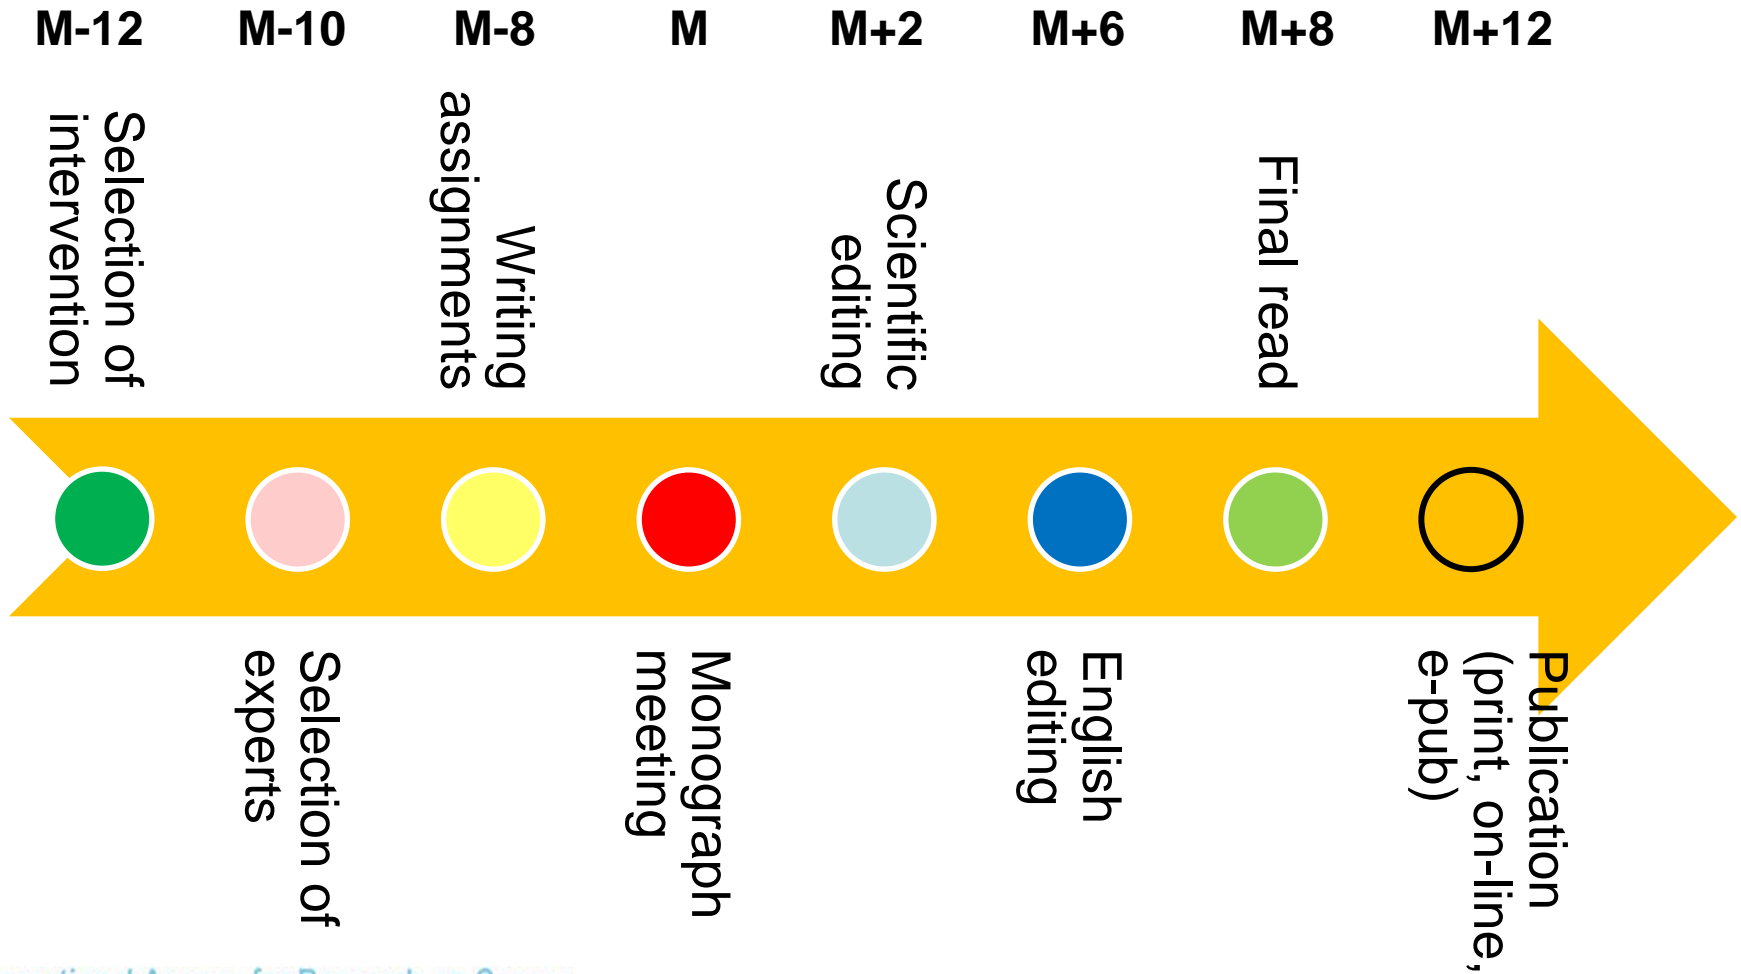 M-12 M-10 M-8 M M+2 M+6 M+8 M+12
Selection of
intervention
Writing
assignments
Scientific
editing
Final read
Selection of
experts
Monograph
meeting
English
editing
Publication
(print, on-line,
e-pub)